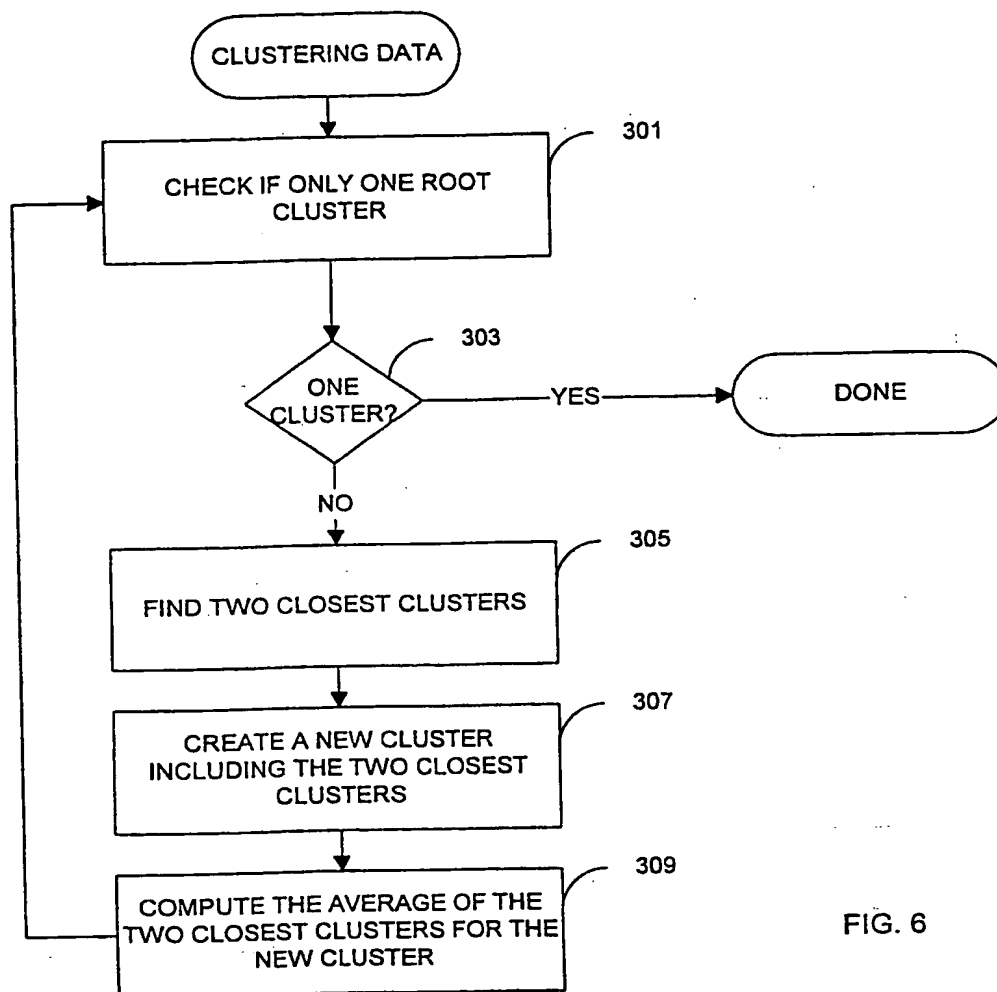 CLUSTERING DATA
301
CHECK IF ONLY ONE ROOT
CLUSTER
303
ONE
CLUSTER?
YES
DONE
NO
305
FIND TWO CLOSEST CLUSTERS
307
CREATE A NEW CLUSTER
INCLUDING THE TWO CLOSEST
CLUSTERS
309
COMPUTE THE AVERAGE OF THE
TWO CLOSEST CLUSTERS FOR THE
NEW CLUSTER
FIG. 6